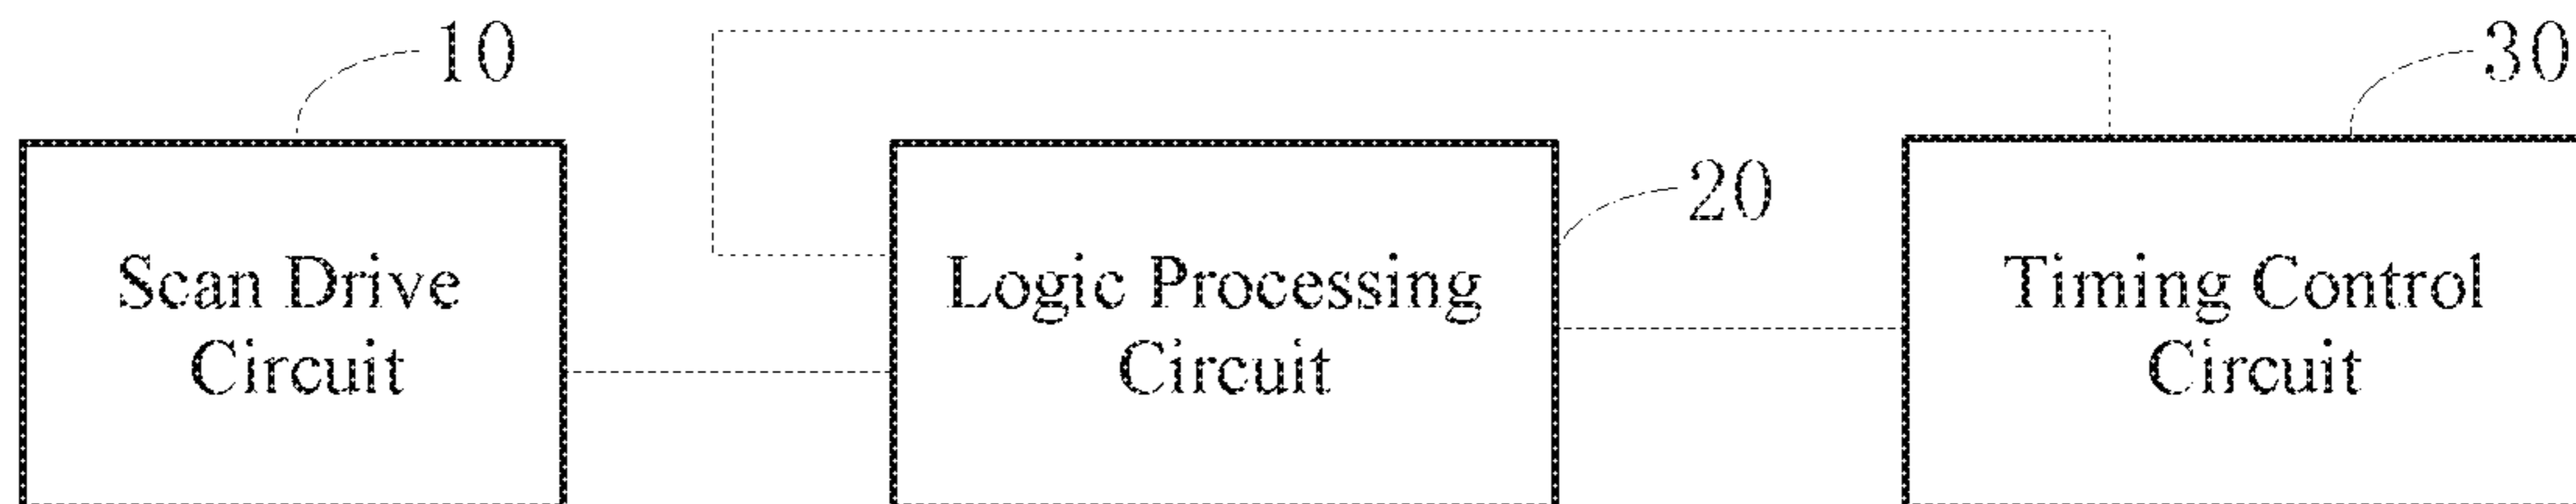 10
30
20
Scan Drive
Circuit
Logic Processing
Circuit
Timing Control
Circuit